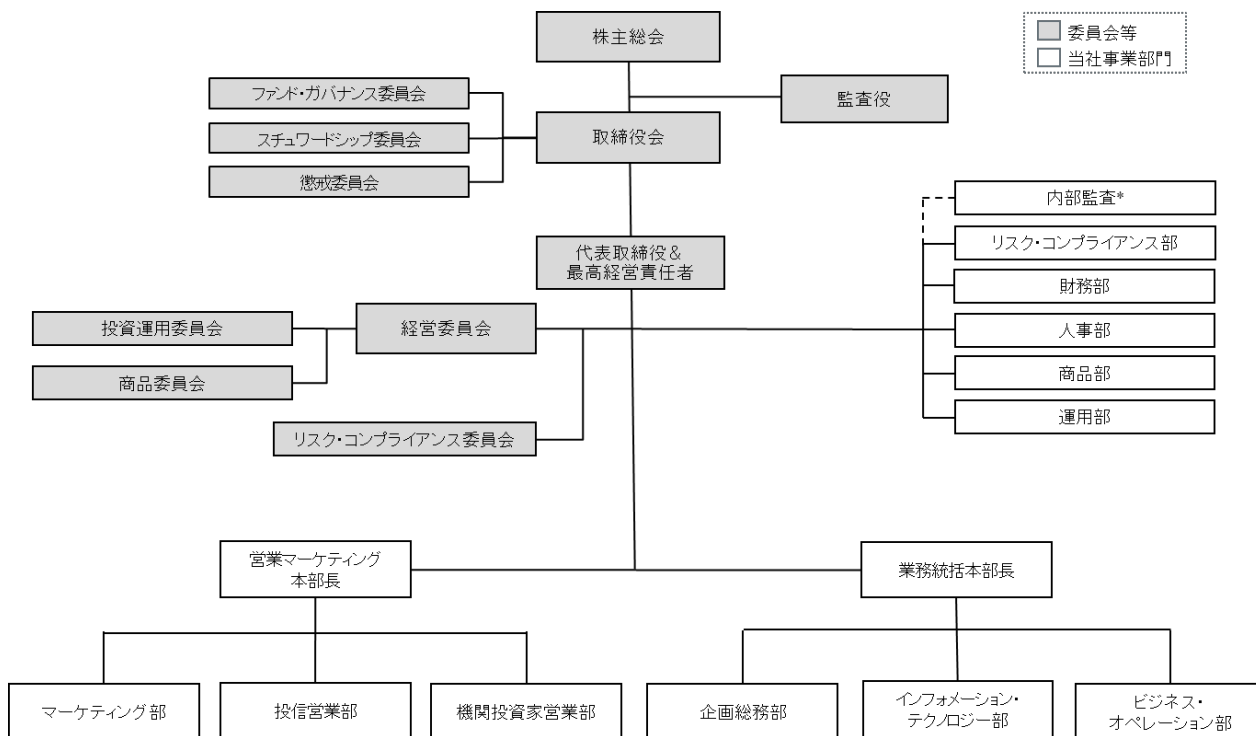 株主総会
委員会等
当社事業部門
ファンド・ガバナンス委員会
監査役
スチュワードシップ委員会
取締役会
懲戒委員会
内部監査*
リスク・コンプライアンス部
代表取締役&
最高経営責任者
財務部
投資運用委員会
経営委員会
人事部
商品委員会
商品部
リスク・コンプライアンス委員会
運用部
営業マーケティング
本部長
業務統括本部長
マーケティング部
投信営業部
機関投資家営業部
企画総務部
インフォメーション・
テクノロジー部
ビジネス・
オペレーション部